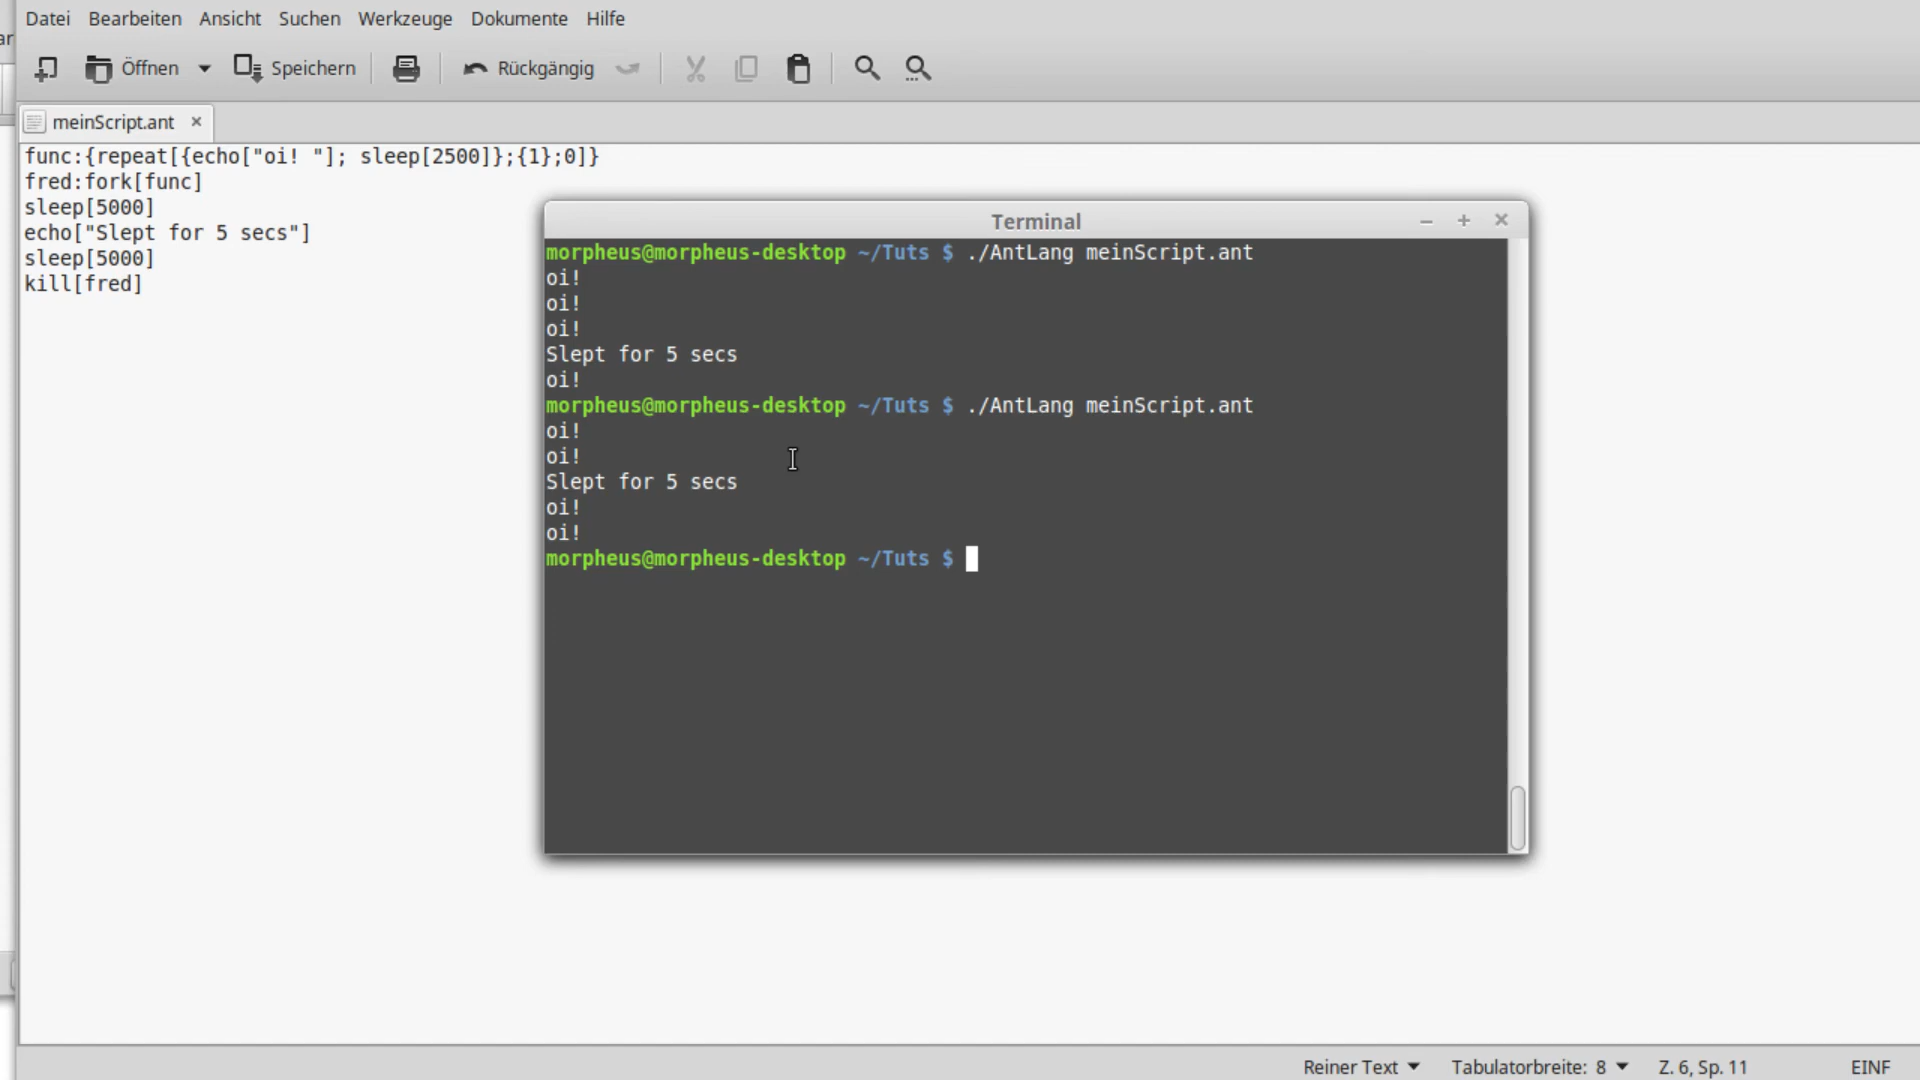 Datei Bearbeiten Ansicht Suchen Werkzeuge Dokumente Hilfe
ar
Öffnen Speichern Rückgängig
meinScript.ant
func:{repeat[{echo["oi! "]; sleep[2500]};{1};0]}
fred:fork[func]
sleep[5000]
echo["Slept for 5 secs"]
sleep[5000]
kill[fred]
Terminal
morpheus@morpheus-desktop ~/Tuts $ ./AntLang meinScript.ant
oi!
oi!
oi!
Slept for 5 secs
oi!
morpheus@morpheus-desktop ~/Tuts $ ./AntLang meinScript.ant
oi!
oi!
Slept for 5 secs
oi!
oi!
morpheus@morpheus-desktop ~/Tuts $
Reiner Text Tabulatorbreite: 8 Z. 6, Sp. 11 EINF